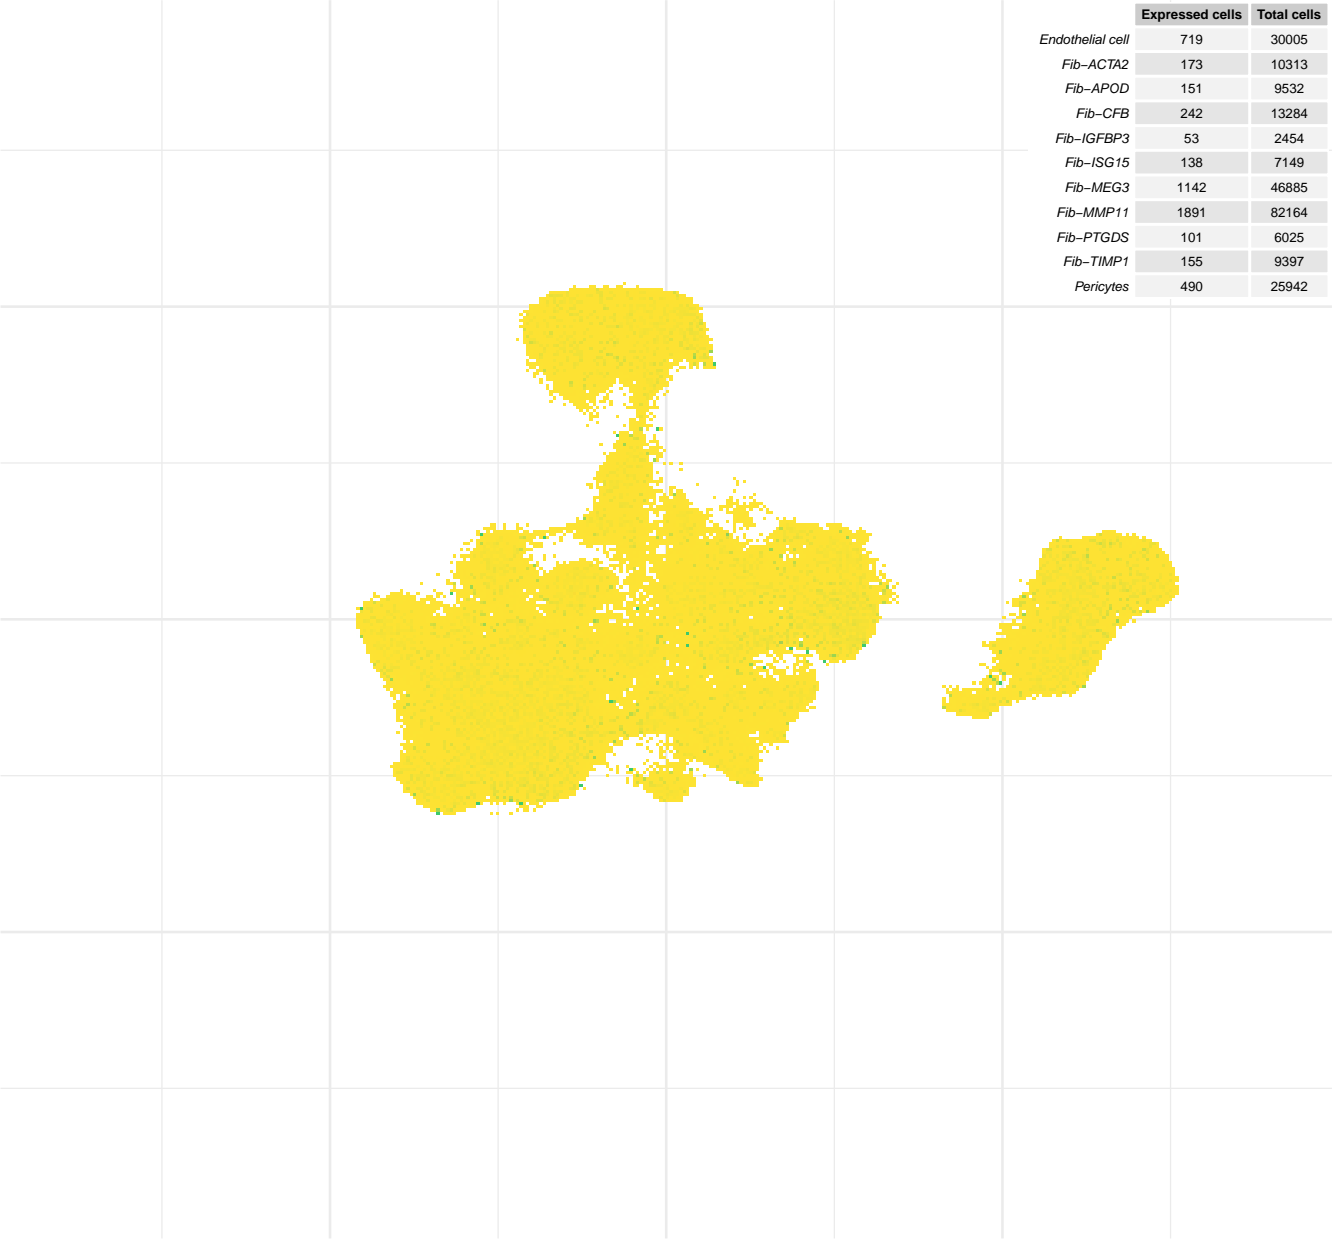 Expressed cells Total cells
Endothelial cell 719 30005
Fib−ACTA2 173 10313
Fib−APOD 151 9532
Fib−CFB 242 13284
Fib−IGFBP3 53 2454
Fib−ISG15 138 7149
Fib−MEG3 1142 46885
Fib−MMP11 1891 82164
Fib−PTGDS 101 6025
Fib−TIMP1 155 9397
Pericytes 490 25942